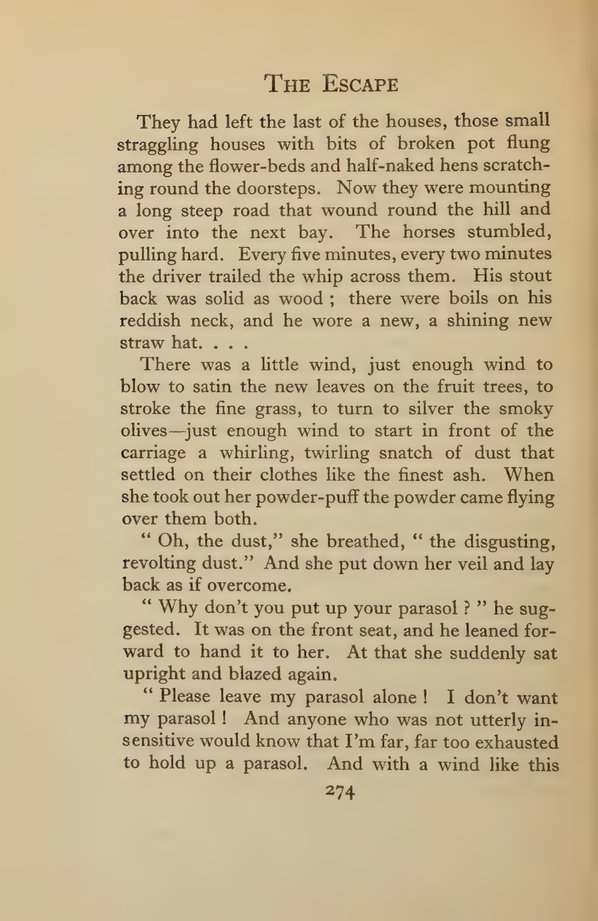 The Escape
They had left the last of the houses, those small
straggling houses with bits of broken pot flung
among the flower-beds and half-naked hens scratch-
ing round the doorsteps. Now they were mounting
a long steep road that wound round the hill and
over into the next bay. The horses stumbled,
pulling hard. Every five minutes, every two minutes
the driver trailed the whip across them. His stout
back was solid as wood ; there were boils on his
reddish neck, and he wore a new, a shining new
straw hat. . . .
There was a little wind, just enough wind to
blow to satin the new leaves on the fruit trees, to
stroke the fine grass, to turn to silver the smoky
olives—just enough wind to start in front of the
carriage a whirling, twirling snatch of dust that
settled on their clothes like the finest ash. When
she took out her powder-puff the powder came flying
over them both.
“ Oh, the dust,” she breathed, “ the disgusting,
revolting dust.” And she put down her veil and lay
back as if overcome.
“ Why don’t you put up your parasol ? ” he sug-
gested. It was on the front seat, and he leaned for-
ward to hand it to her. At that she suddenly sat
upright and blazed again.
“ Please leave my parasol alone ! I don’t want
my parasol ! And anyone who was not utterly in-
sensitive would know that I’m far, far too exhausted
to hold up a parasol. And with a wind like this
274